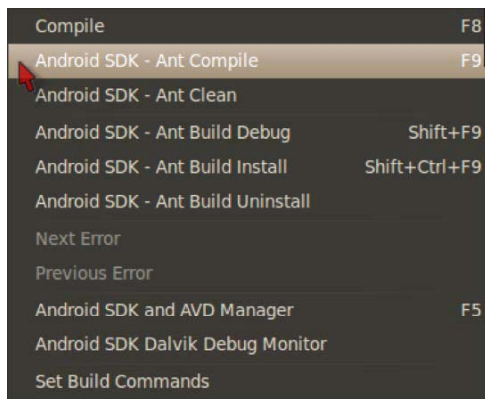 Compile F8
Android SDK - Ant Compile F9
Android SDK - Ant Clean
Android SDK - Ant Build Debug Shift+F9
Android SDK - Ant Build Install Shift+Ctrl+F9
Android SDK - Ant Build Uninstall
Next Error
Previous Error
Android SDK and AVD Manager F5
Android SDK Dalvik Debug Monitor
Set Build Commands